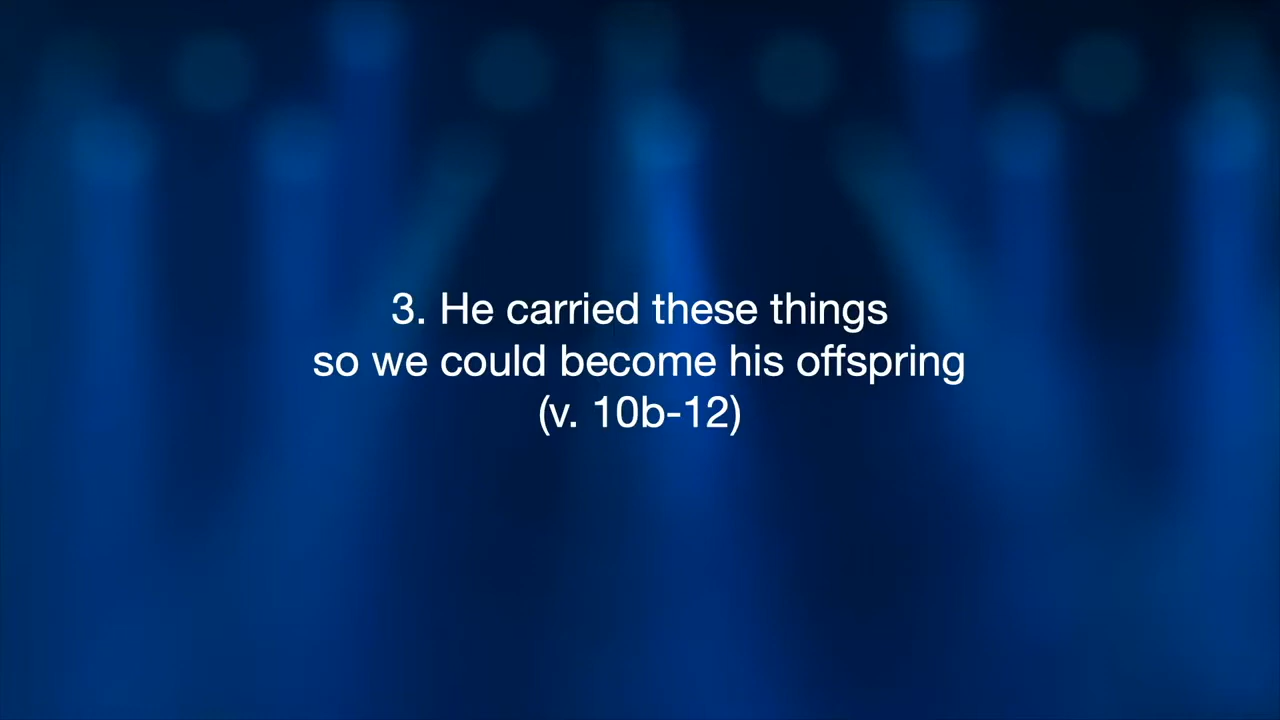 3. He carried these things
so we could become his offspring
(v. 10b-12)